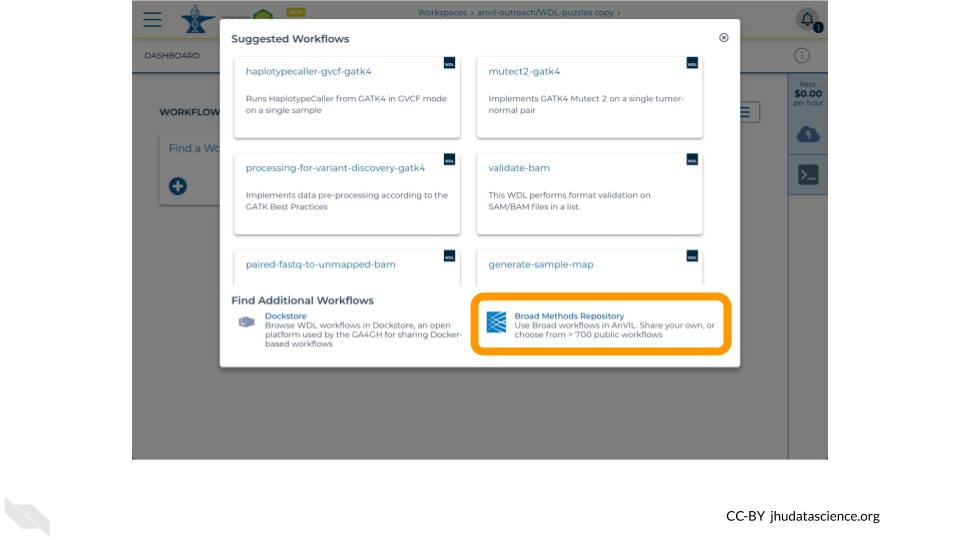 Workspaces › anvil-outreach/WDL-puzzles copy ›
1
DASHBOARD
Suggested Workflows
haplotypecaller-gvcf-gatk4
WDL
Runs HaplotypeCaller from GATK4 in GVCF mode
on a single sample
mutect2-gatk4
WDL
Implements GATK4 Mutect 2 on a single tumor-
normal pair
Rate:
$0.00
per hour
WORKFLOW
Find a Wo
processing-for-variant-discovery-gatk4
WDL
Implements data pre-processing according to the
GATK Best Practices
validate-bam
WDL
This WDL performs format validation on
SAM/BAM files in a list.
paired-fastq-to-unmapped-bam
WDL
generate-sample-map
WDL
Find Additional Workflows
Dockstore
Browse WDL workflows in Dockstore, an open
platform used by the GA4GH for sharing Docker-
based workflows
Broad Methods Repository
Use Broad workflows in AnVIL. Share your own, or
choose from > 700 public workflows
CC-BY jhudatascience.org